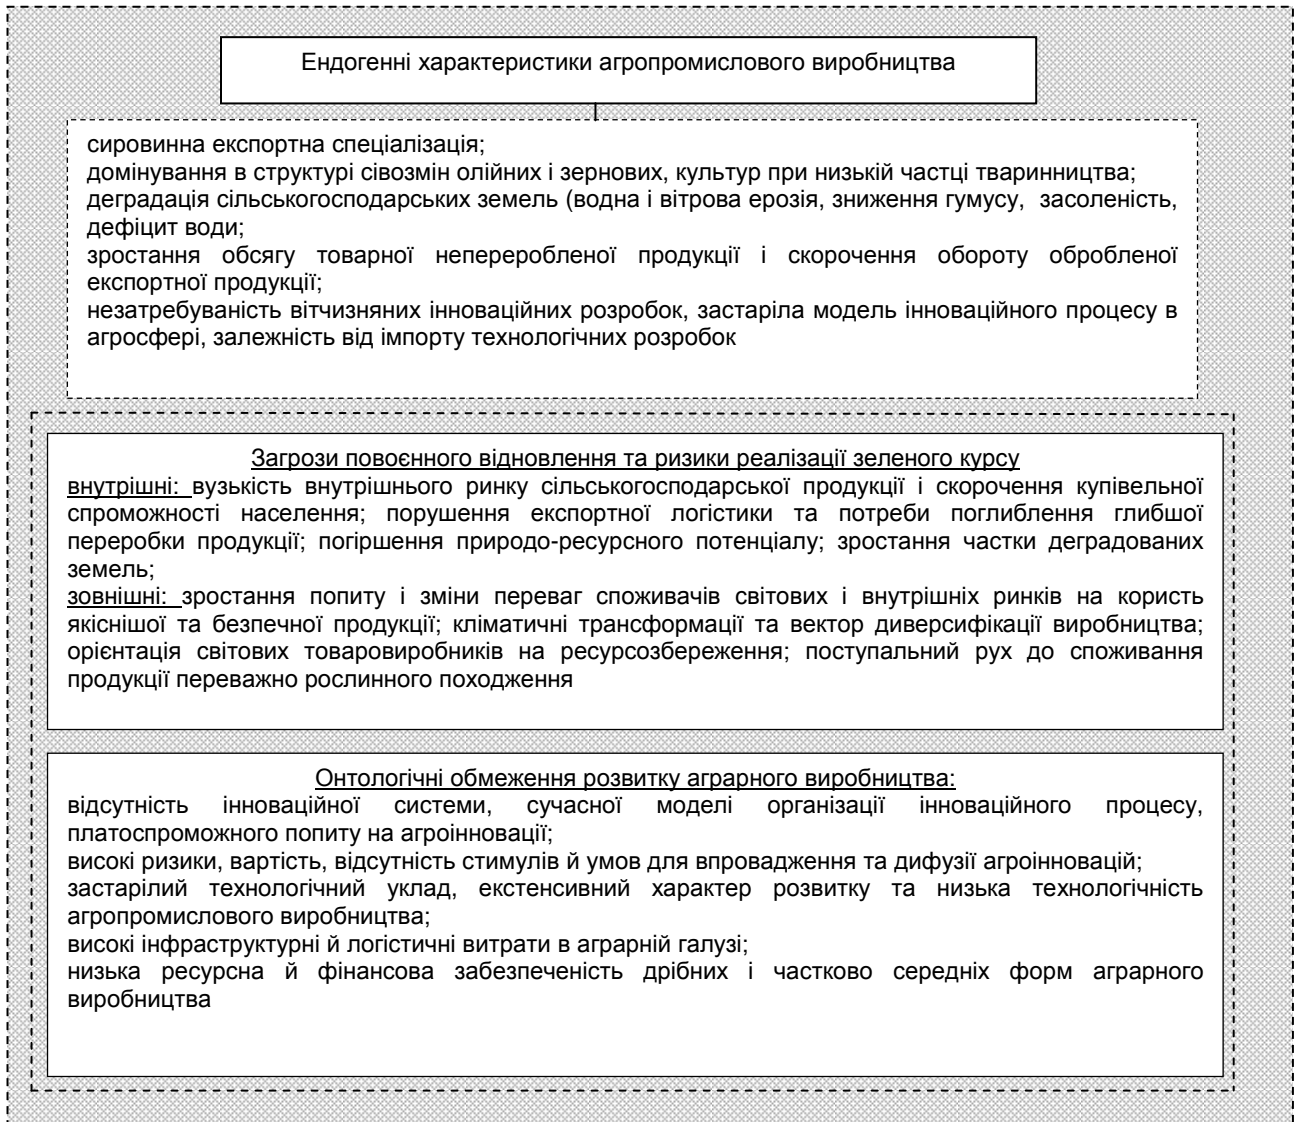 Ендогенні характеристики агропромислового виробництва
сировинна експортна спеціалізація;
домінування в структурі сівозмін олійних і зернових, культур при низькій частці тваринництва;
деградація сільськогосподарських земель (водна і вітрова ерозія, зниження гумусу, засоленість,
дефіцит води;
зростання обсягу товарної непереробленої продукції і скорочення обороту обробленої
експортної продукції;
незатребуваність вітчизняних інноваційних розробок, застаріла модель інноваційного процесу в
агросфері, залежність від імпорту технологічних розробок
Загрози повоєнного відновлення та ризики реалізації зеленого курсу
внутрішні: вузькість внутрішнього ринку сільськогосподарської продукції і скорочення купівельної
спроможності населення; порушення експортної логістики та потреби поглиблення глибшої
переробки продукції; погіршення природо-ресурсного потенціалу; зростання частки деградованих
земель;
зовнішні: зростання попиту і зміни переваг споживачів світових і внутрішніх ринків на користь
якіснішої та безпечної продукції; кліматичні трансформації та вектор диверсифікації виробництва;
орієнтація світових товаровиробників на ресурсозбереження; поступальний рух до споживання
продукції переважно рослинного походження
Онтологічні обмеження розвитку аграрного виробництва:
відсутність інноваційної системи, сучасної моделі організації інноваційного процесу,
платоспроможного попиту на агроінновації;
високі ризики, вартість, відсутність стимулів й умов для впровадження та дифузії агроінновацій;
застарілий технологічний уклад, екстенсивний характер розвитку та низька технологічність
агропромислового виробництва;
високі інфраструктурні й логістичні витрати в аграрній галузі;
низька ресурсна й фінансова забезпеченість дрібних і частково середніх форм аграрного
виробництва